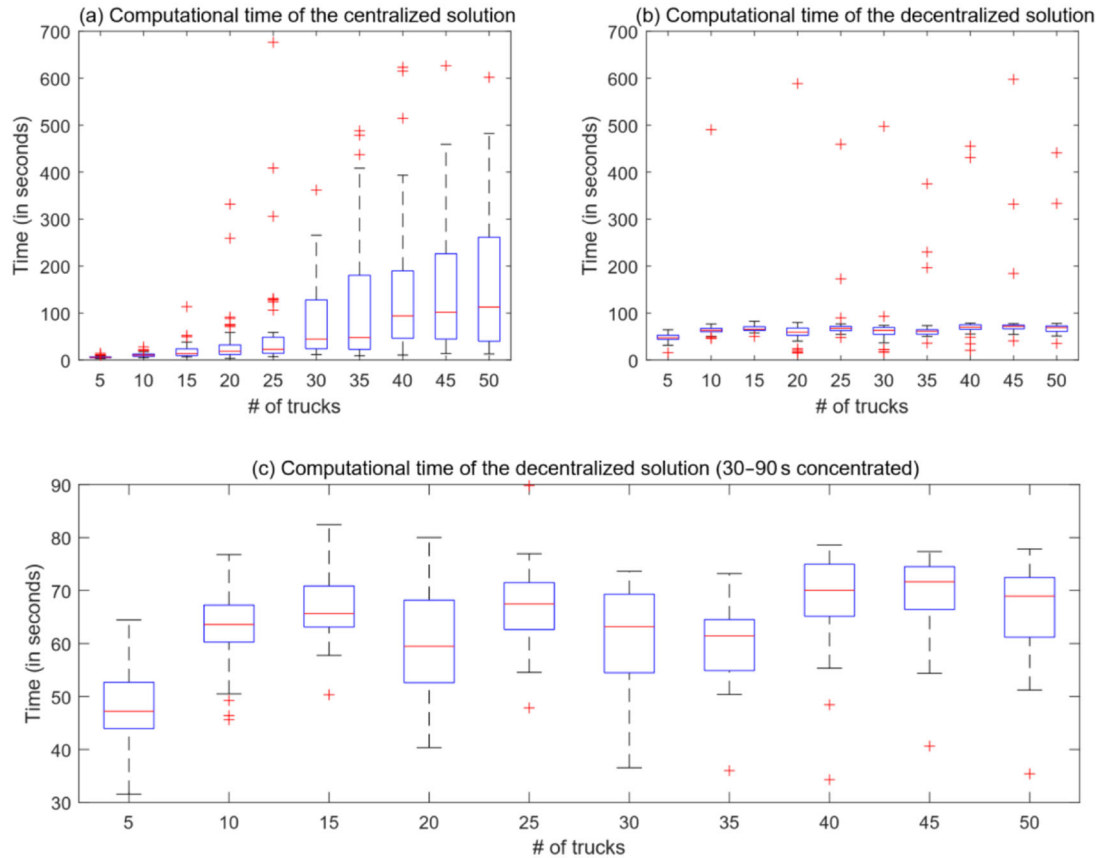 (a) Computational time of the centralized solution
700
600
500
400
300
200
100
0
Time (in seconds)
5 10 15 20 25 30 35 40 45 50
# of trucks
(b) Computational time of the decentralized solution
700
600
500
400
300
200
100
0
Time (in seconds)
5 10 15 20 25 30 35 40 45 50
# of trucks
(c) Computational time of the decentralized solution (30–90 s concentrated)
90
80
70
60
50
40
30
Time (in seconds)
5 10 15 20 25 30 35 40 45 50
# of trucks